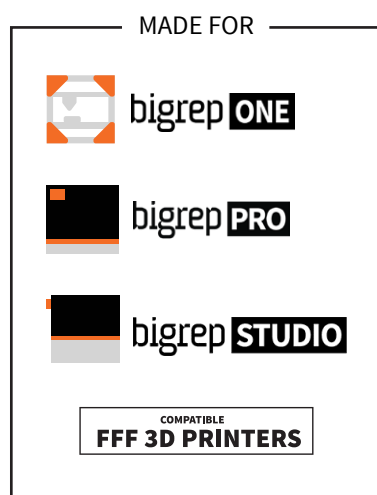 MADE FOR
bigrep ONE
bigrep PRO
bigrep STUDIO
COMPATIBLE
FFF 3D PRINTERS